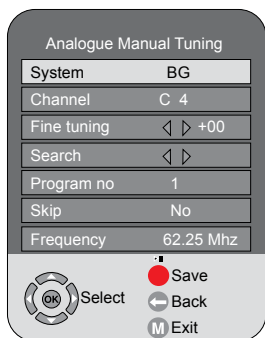 Analogue Manual Tuning
System BG
Channel C 4
Fine tuning +00
Search
Program no 1
Skip No
Frequency 62.25 Mhz
Save
OK Select
Back
M Exit